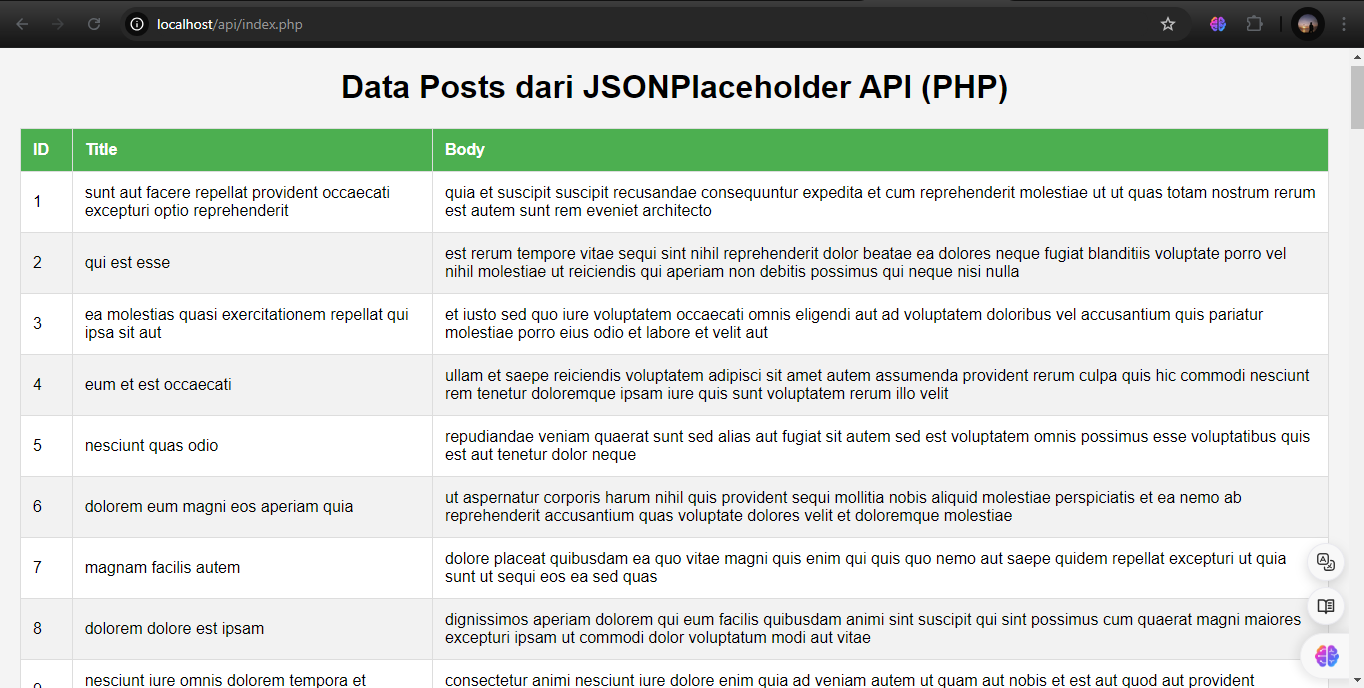 localhost/api/index.php
Data Posts dari JSONPlaceholder API (PHP)
ID Title Body
1 sunt aut facere repellat provident occaecati excepturi optio reprehenderit quia et suscipit suscipit recusandae consequuntur expedita et cum reprehenderit molestiae ut ut quas totam nostrum rerum est autem sunt rem eveniet architecto
2 qui est esse est rerum tempore vitae sequi sint nihil reprehenderit dolor beatae ea dolores neque fugiat blanditiis voluptate porro vel nihil molestiae ut reiciendis qui aperiam non debitis possimus qui neque nisi nulla
3 ea molestias quasi exercitationem repellat qui ipsa sit aut et iusto sed quo iure voluptatem occaecati omnis eligendi aut ad voluptatem doloribus vel accusantium quis pariatur molestiae porro eius odio et labore et velit aut
4 eum et est occaecati ullam et saepe reiciendis voluptatem adipisci sit amet autem assumenda provident rerum culpa quis hic commodi nesciunt rem tenetur doloremque ipsam iure quis sunt voluptatem rerum illo velit
5 nesciunt quas odio repudiandae veniam quaerat sunt sed alias aut fugiat sit autem sed est voluptatem omnis possimus esse voluptatibus quis est aut tenetur dolor neque
6 dolorem eum magni eos aperiam quia ut aspernatur corporis harum nihil quis provident sequi mollitia nobis aliquid molestiae perspiciatis et ea nemo ab reprehenderit accusantium quas voluptate dolores velit et doloremque molestiae
7 magnam facilis autem dolore placeat quibusdam ea quo vitae magni quis enim qui quis quo nemo aut saepe quidem repellat excepturi ut quia sunt ut sequi eos ea sed quas
8 dolorem dolore est ipsam dignissimos aperiam dolorem qui eum facilis quibusdam animi sint suscipit qui sint possimus cum quaerat magni maiores excepturi ipsam ut commodi dolor voluptatum modi aut vitae
nesciunt iure omnis dolorem tempora et consectetur animi nesciunt iure dolore enim quia ad veniam autem ut quam aut nobis et est aut quod aut provident